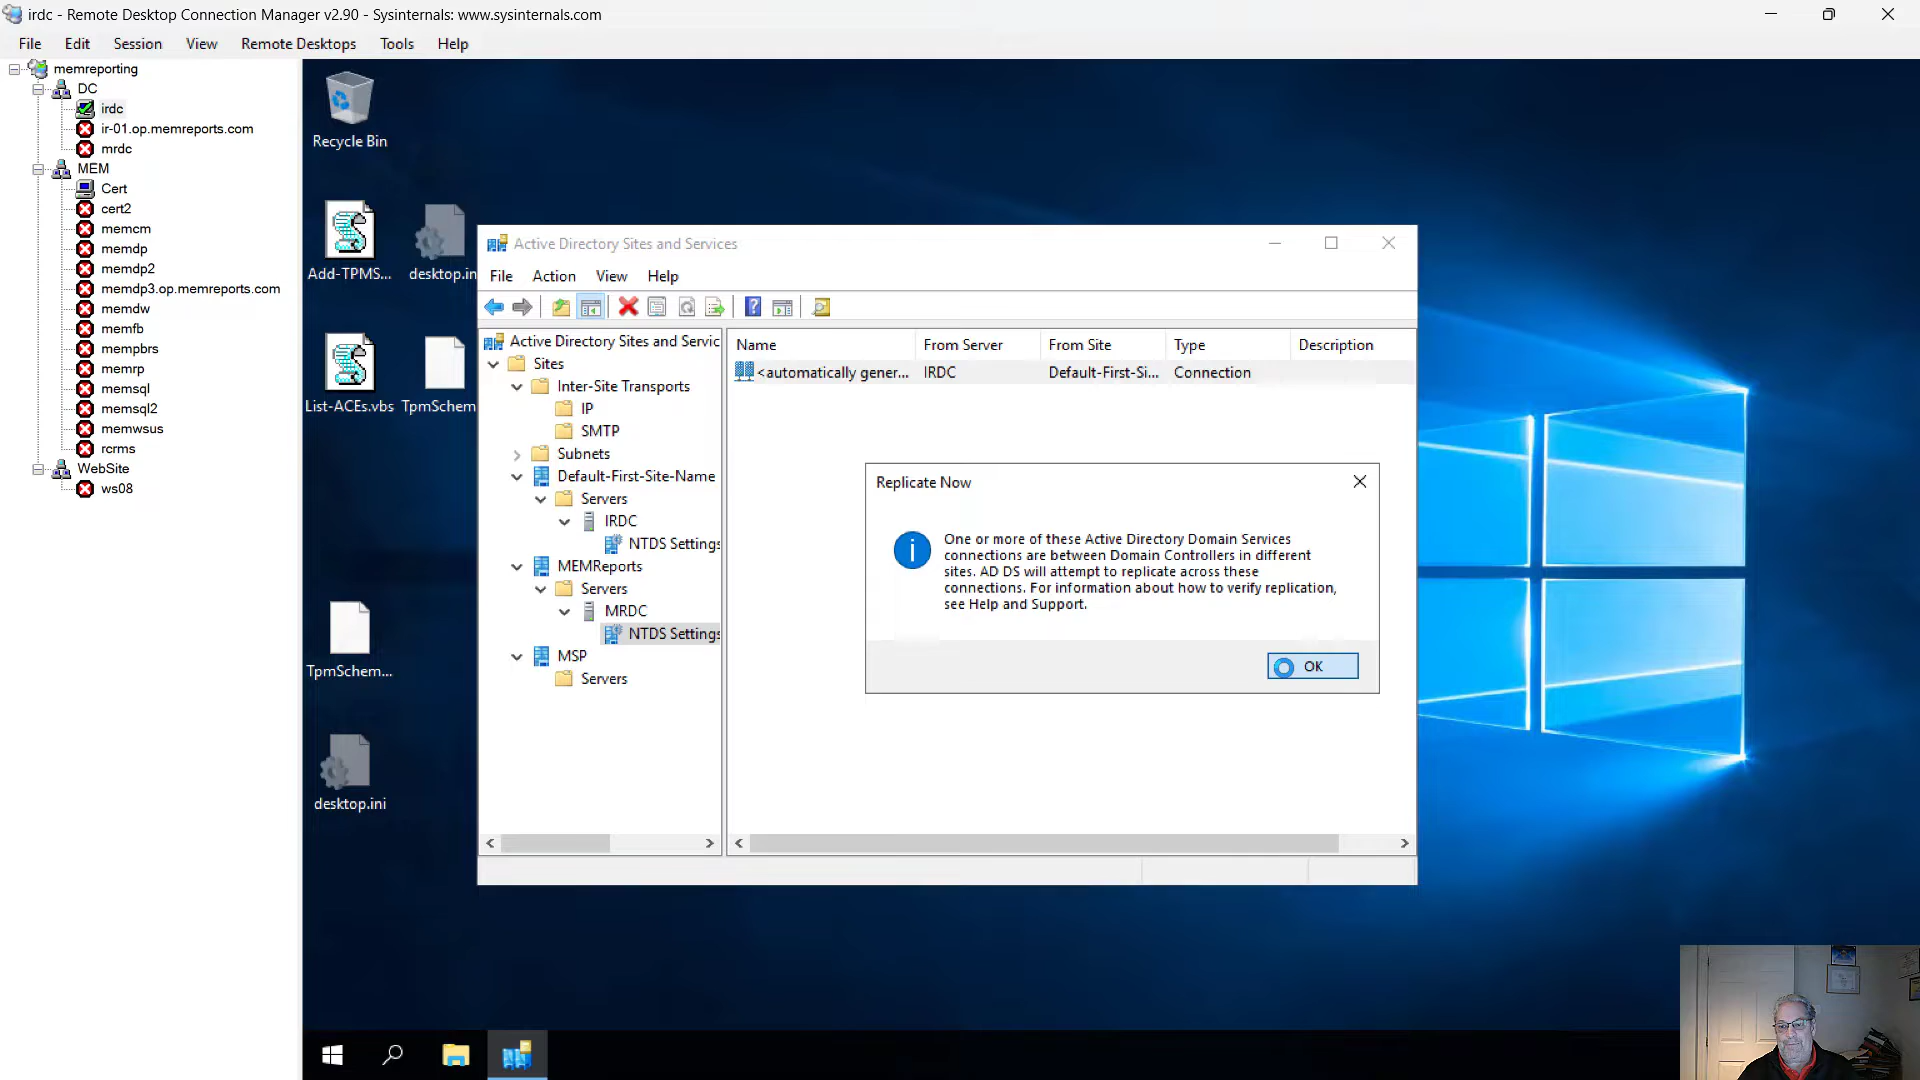 irdc - Remote Desktop Connection Manager v2.90 - Sysinternals: www.sysinternals.com
File Edit Session View Remote Desktops Tools Help
memreporting
DC
irdc
ir-01.op.memreports.com
mrdc
MEM
Cert
cert2
memcm
memdp
memdp2
memdp3.op.memreports.com
memdw
memfb
mempbrs
memrp
memsql
memsql2
memwsus
rcrms
WebSite
ws08
Recycle Bin
Add-TPMS...
desktop.in
List-ACEs.vbs
TpmSchem
TpmSchem...
desktop.ini
Active Directory Sites and Services
File Action View Help
Active Directory Sites and Servic
Sites
Inter-Site Transports
IP
SMTP
Subnets
Default-First-Site-Name
Servers
IRDC
NTDS Settings
MEMReports
Servers
MRDC
NTDS Settings
MSP
Servers
Name From Server From Site Type Description
<automatically gener... IRDC Default-First-Si... Connection
Replicate Now
One or more of these Active Directory Domain Services
connections are between Domain Controllers in different
sites. AD DS will attempt to replicate across these
connections. For information about how to verify replication,
see Help and Support.
OK